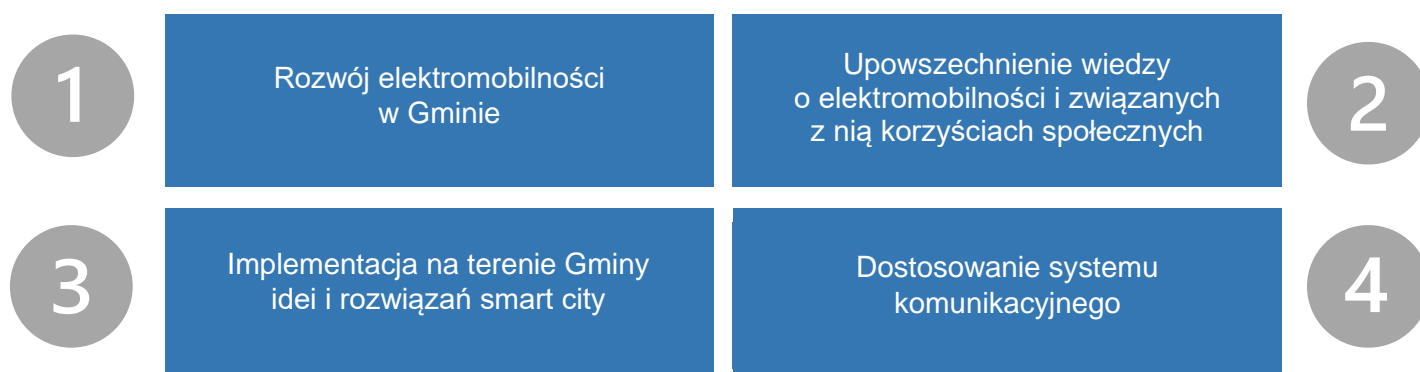 1
Rozwój elektromobilności
w Gminie
Upowszechnienie wiedzy
o elektromobilności i związanych
z nią korzyściach społecznych
2
3
Implementacja na terenie Gminy
idei i rozwiązań smart city
Dostosowanie systemu
komunikacyjnego
4